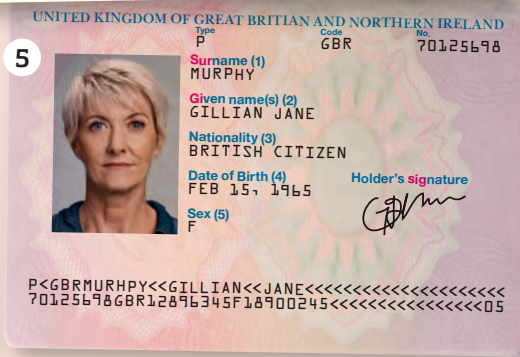 UNITED KINGDOM OF GREAT BRITIAN AND NORTHERN IRELAND
5
Type Code No.
P GBR 70125698
Surname (1)
MURPHY
Given name(s) (2)
GILLIAN JANE
Nationality (3)
BRITISH CITIZEN
Date of Birth (4)
FEB 15, 1965
Holder's signature
Sex (5)
F
P<GBRMURHPY<<GILLIAN<<JANE<<<<<<<<<<<<<<<<<<<
70125698GBR12896345F18900245<<<<<<<<<<<<<<<05